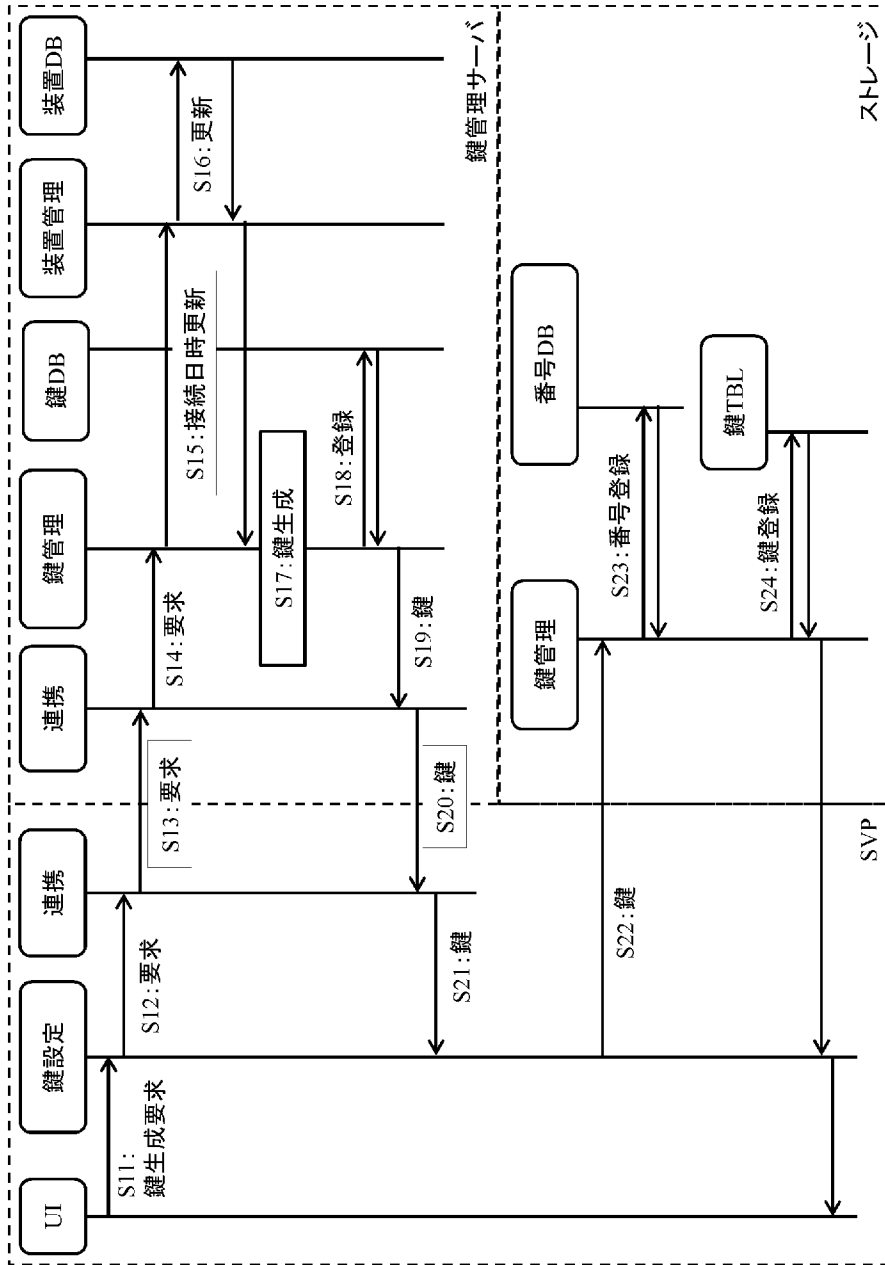 UI
鍵設定
連携
連携
鍵管理
鍵DB
装置管理
装置DB
S11:
鍵生成要求
S12:要求
S13:要求
S14:要求
S15:接続日時更新
S16:更新
S17:鍵生成
S18:登録
S19:鍵
S20:鍵
S21:鍵
鍵管理サーバ
鍵管理
番号DB
鍵TBL
S22:鍵
S23:番号登録
S24:鍵登録
SVP
ストレージ